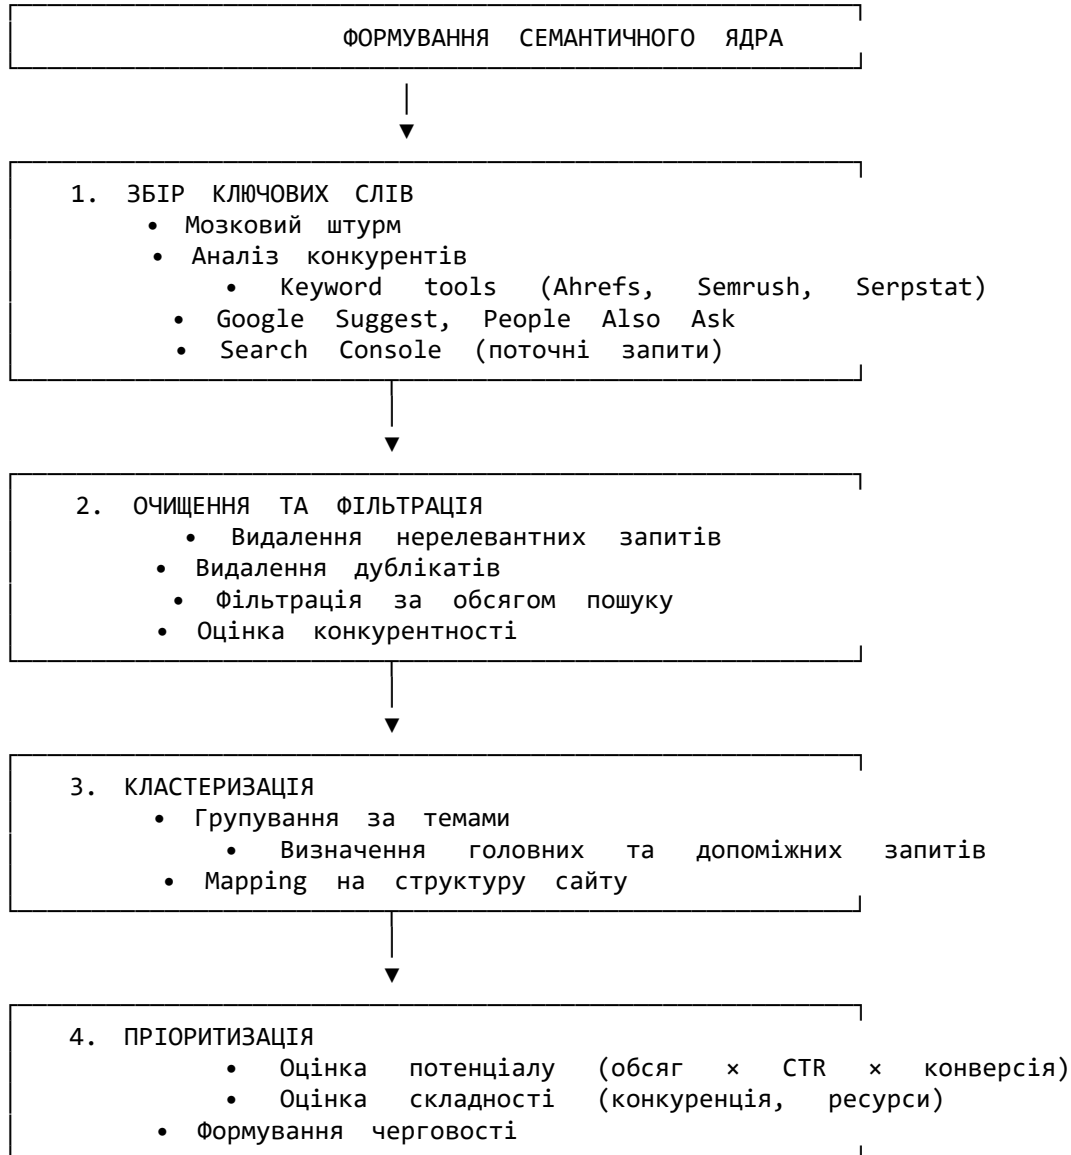 ФОРМУВАННЯ СЕМАНТИЧНОГО ЯДРА
1. ЗБІР КЛЮЧОВИХ СЛІВ
• Мозковий штурм
• Аналіз конкурентів
• Keyword tools (Ahrefs, Semrush, Serpstat)
• Google Suggest, People Also Ask
• Search Console (поточні запити)
2. ОЧИЩЕННЯ ТА ФІЛЬТРАЦІЯ
• Видалення нерелевантних запитів
• Видалення дублікатів
• Фільтрація за обсягом пошуку
• Оцінка конкурентності
3. КЛАСТЕРИЗАЦІЯ
• Групування за темами
• Визначення головних та допоміжних запитів
• Mapping на структуру сайту
4. ПРІОРИТИЗАЦІЯ
• Оцінка потенціалу (обсяг × CTR × конверсія)
• Оцінка складності (конкуренція, ресурси)
• Формування черговості